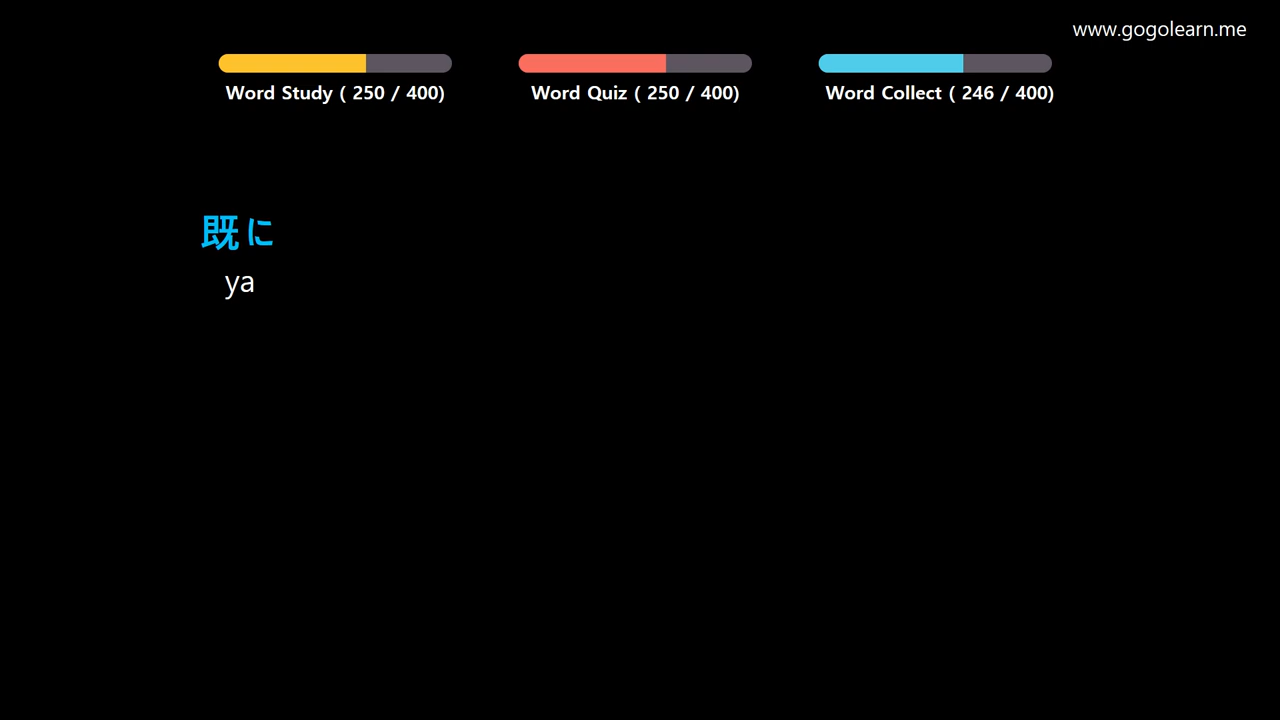 www.gogolearn.me
Word Study ( 250 / 400)
Word Quiz ( 250 / 400)
Word Collect ( 246 / 400)
既に
ya